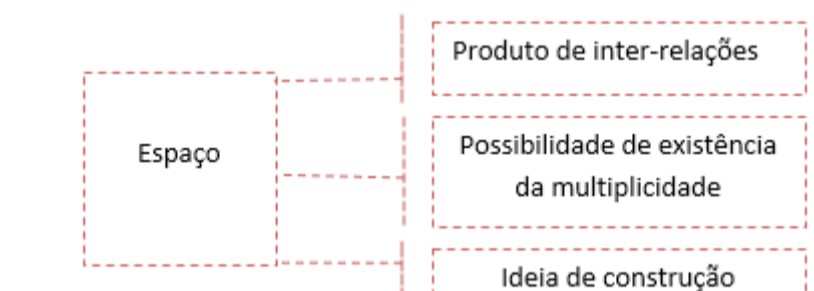 Produto de inter-relações
Espaço
Possibilidade de existência
da multiplicidade
Ideia de construção